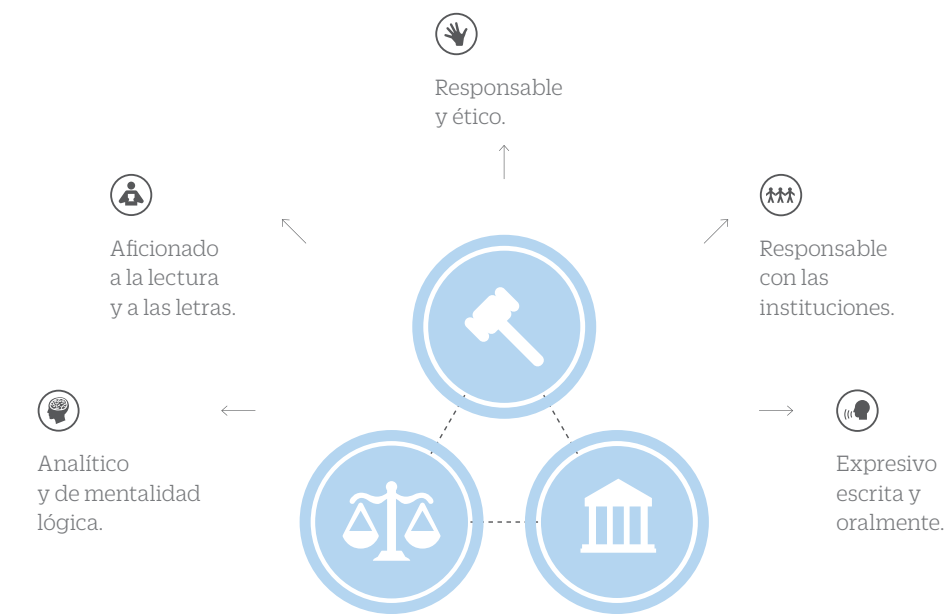 Responsable
y ético.
Aficionado
a la lectura
y a las letras.
Responsable
con las
instituciones.
Analítico
y de mentalidad
lógica.
Expresivo
escrita y
oralmente.